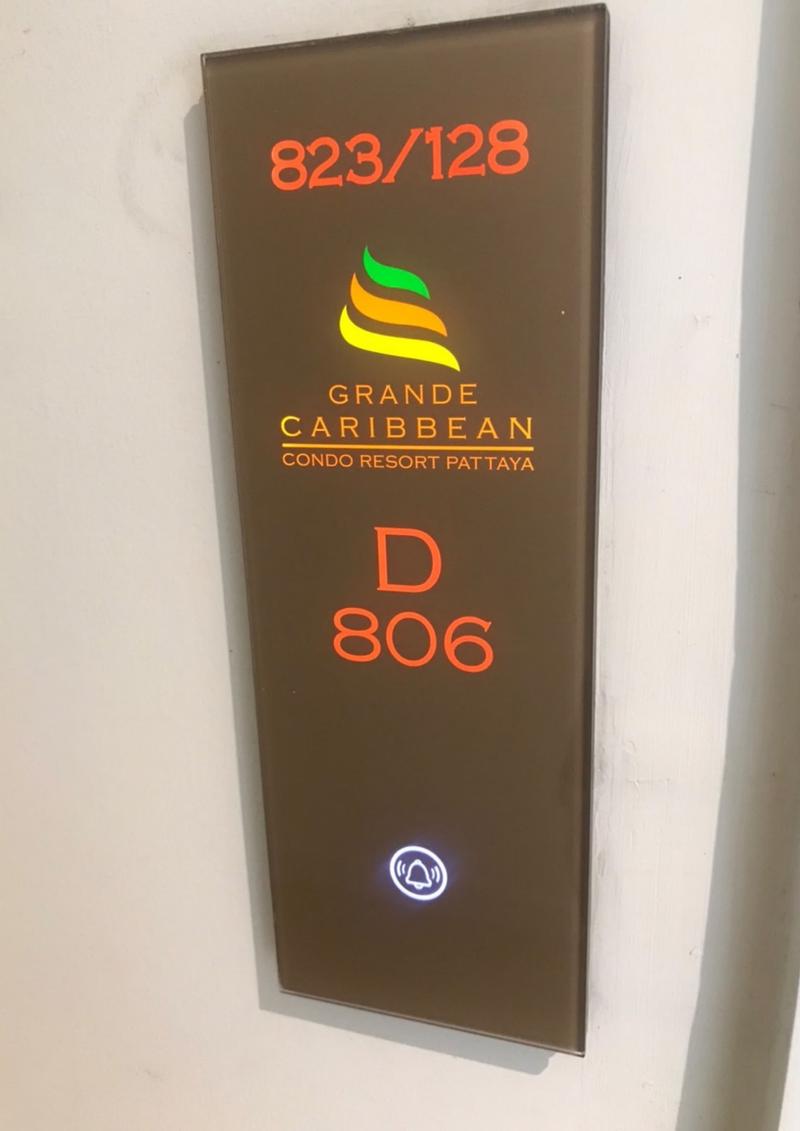 823/128
GRANDE
CARIBBEAN
CONDO RESORT PATTAYA
D
806